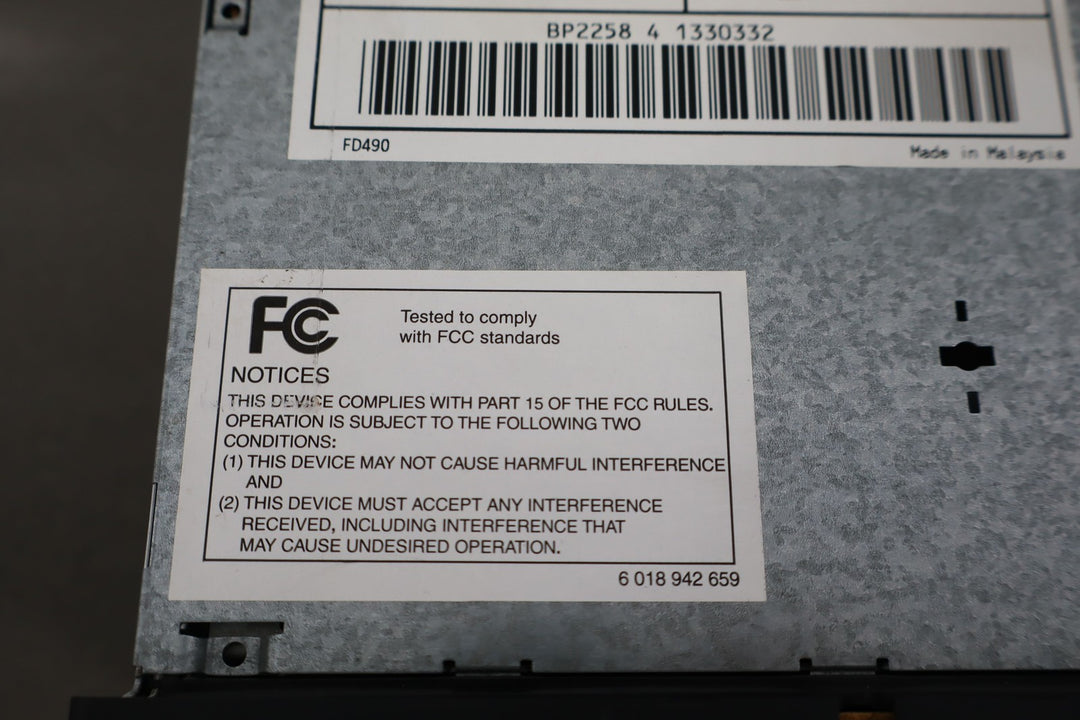 BP2258 4 1330332
FD490
Made in Malaysia
FC
Tested to comply
with FCC standards
NOTICES
THIS DEVISE COMPLIES WITH PART 15 OF THE FCC RULES.
OPERATION IS SUBJECT TO THE FOLLOWING TWO
CONDITIONS:
(1) THIS DEVICE MAY NOT CAUSE HARMFUL INTERFERENCE
AND
(2) THIS DEVICE MUST ACCEPT ANY INTERFERENCE
RECEIVED, INCLUDING INTERFERENCE THAT
MAY CAUSE UNDESIRED OPERATION.
6 018 942 659